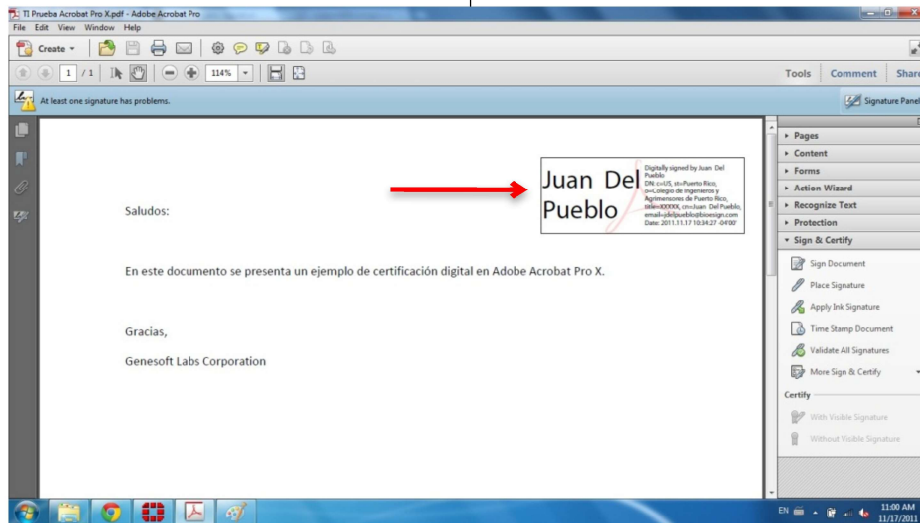 TI Prueba Acrobat Pro X.pdf - Adobe Acrobat Pro
File Edit View Window Help
Create
1 / 1 114% Tools Comment Share
At least one signature has problems. Signature Panel
Pages
Content
Forms
Action Wizard
Recognize Text
Protection
Sign & Certify
Sign Document
Place Signature
Apply Ink Signature
Time Stamp Document
Validate All Signatures
More Sign & Certify
Certify
With Visible Signature
Without Visible Signature
Juan Del
Pueblo
Digitally signed by Juan Del
Pueblo
DN: c=US, st=Puerto Rico,
o=Colegio de Ingenieros y
Agrimensores de Puerto Rico,
title=XXXXX, cn=Juan Del Pueblo,
email=jdelpueblo@bioesign.com
Date: 2011.11.17 10:34:27 -04'00'
Saludos:
En este documento se presenta un ejemplo de certificación digital en Adobe Acrobat Pro X.
Gracias,
Genesoft Labs Corporation
EN 11:00 AM
11/17/2011